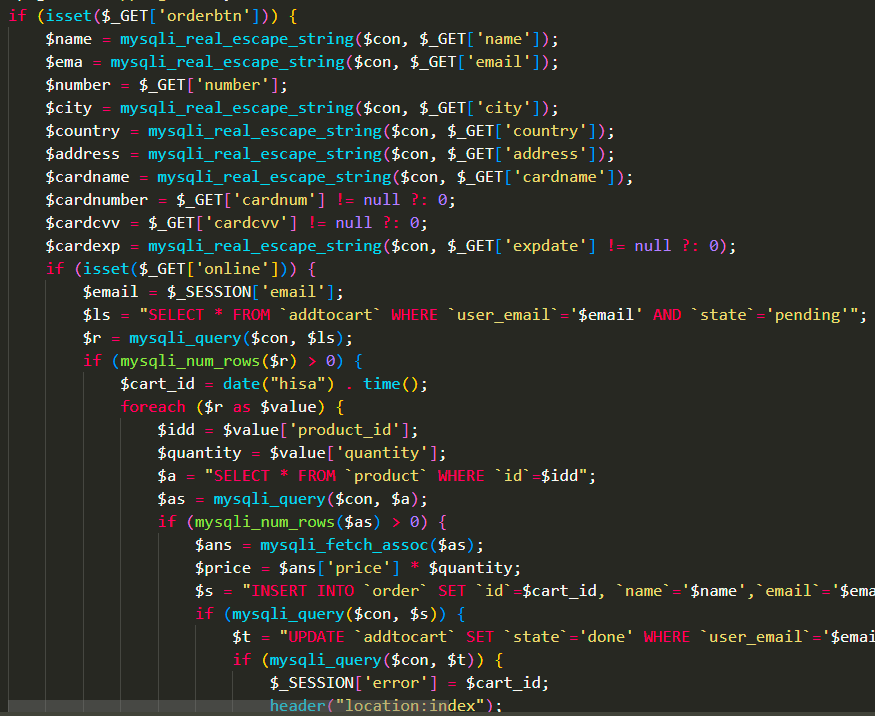 if (isset($_GET['orderbtn'])) {
$name = mysqli_real_escape_string($con, $_GET['name']);
$ema = mysqli_real_escape_string($con, $_GET['email']);
$number = $_GET['number'];
$city = mysqli_real_escape_string($con, $_GET['city']);
$country = mysqli_real_escape_string($con, $_GET['country']);
$address = mysqli_real_escape_string($con, $_GET['address']);
$cardname = mysqli_real_escape_string($con, $_GET['cardname']);
$cardnumber = $_GET['cardnum'] != null ?: 0;
$cardcvv = $_GET['cardcvv'] != null ?: 0;
$cardexp = mysqli_real_escape_string($con, $_GET['expdate'] != null ?: 0);
if (isset($_GET['online'])) {
$email = $_SESSION['email'];
$ls = "SELECT * FROM `addtocart` WHERE `user_email`='$email' AND `state`='pending'";
$r = mysqli_query($con, $ls);
if (mysqli_num_rows($r) > 0) {
$cart_id = date("hisa") . time();
foreach ($r as $value) {
$idd = $value['product_id'];
$quantity = $value['quantity'];
$a = "SELECT * FROM `product` WHERE `id`=$idd";
$as = mysqli_query($con, $a);
if (mysqli_num_rows($as) > 0) {
$ans = mysqli_fetch_assoc($as);
$price = $ans['price'] * $quantity;
$s = "INSERT INTO `order` SET `id`=$cart_id, `name`='$name',`email`='$ema
if (mysqli_query($con, $s)) {
$t = "UPDATE `addtocart` SET `state`='done' WHERE `user_email`='$emai
if (mysqli_query($con, $t)) {
$_SESSION['error'] = $cart_id;
header("location:index");